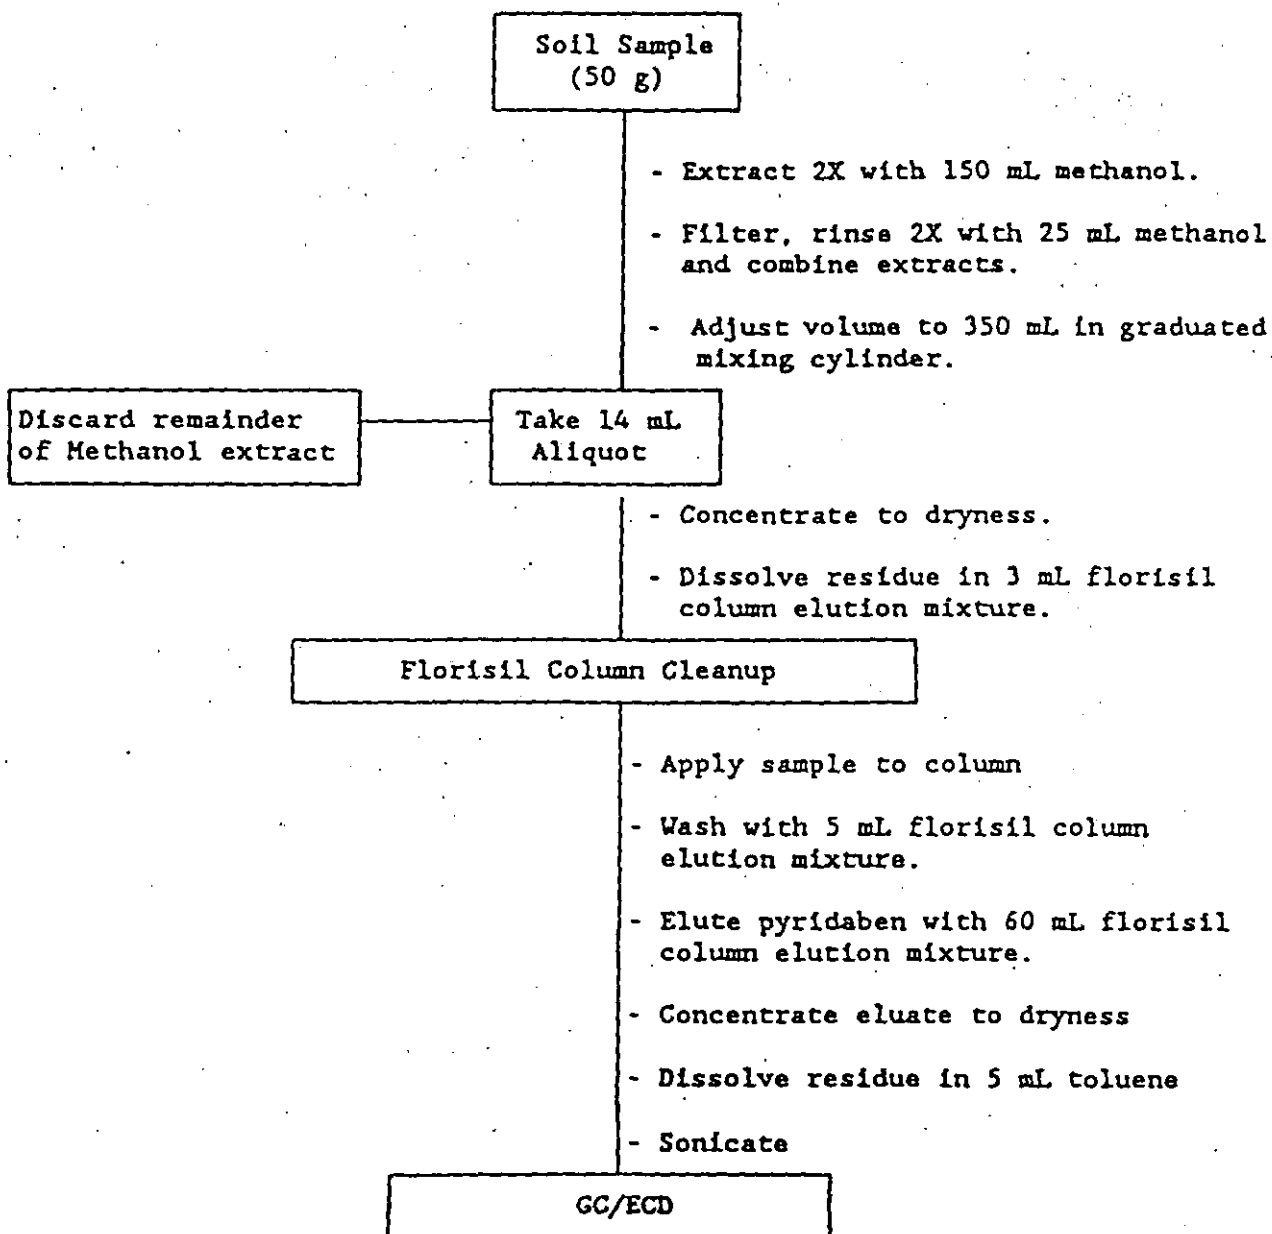 Soil Sample
(50 g)
- Extract 2X with 150 mL methanol.
- Filter, rinse 2X with 25 mL methanol
and combine extracts.
- Adjust volume to 350 mL in graduated
mixing cylinder.
Discard remainder
of Methanol extract
Take 14 mL
Aliquot
- Concentrate to dryness.
- Dissolve residue in 3 mL florisil
column elution mixture.
Florisil Column Cleanup
- Apply sample to column
- Wash with 5 mL florisil column
elution mixture.
- Elute pyridaben with 60 mL florisil
column elution mixture.
- Concentrate eluate to dryness
- Dissolve residue in 5 mL toluene
- Sonicate
GC/ECD